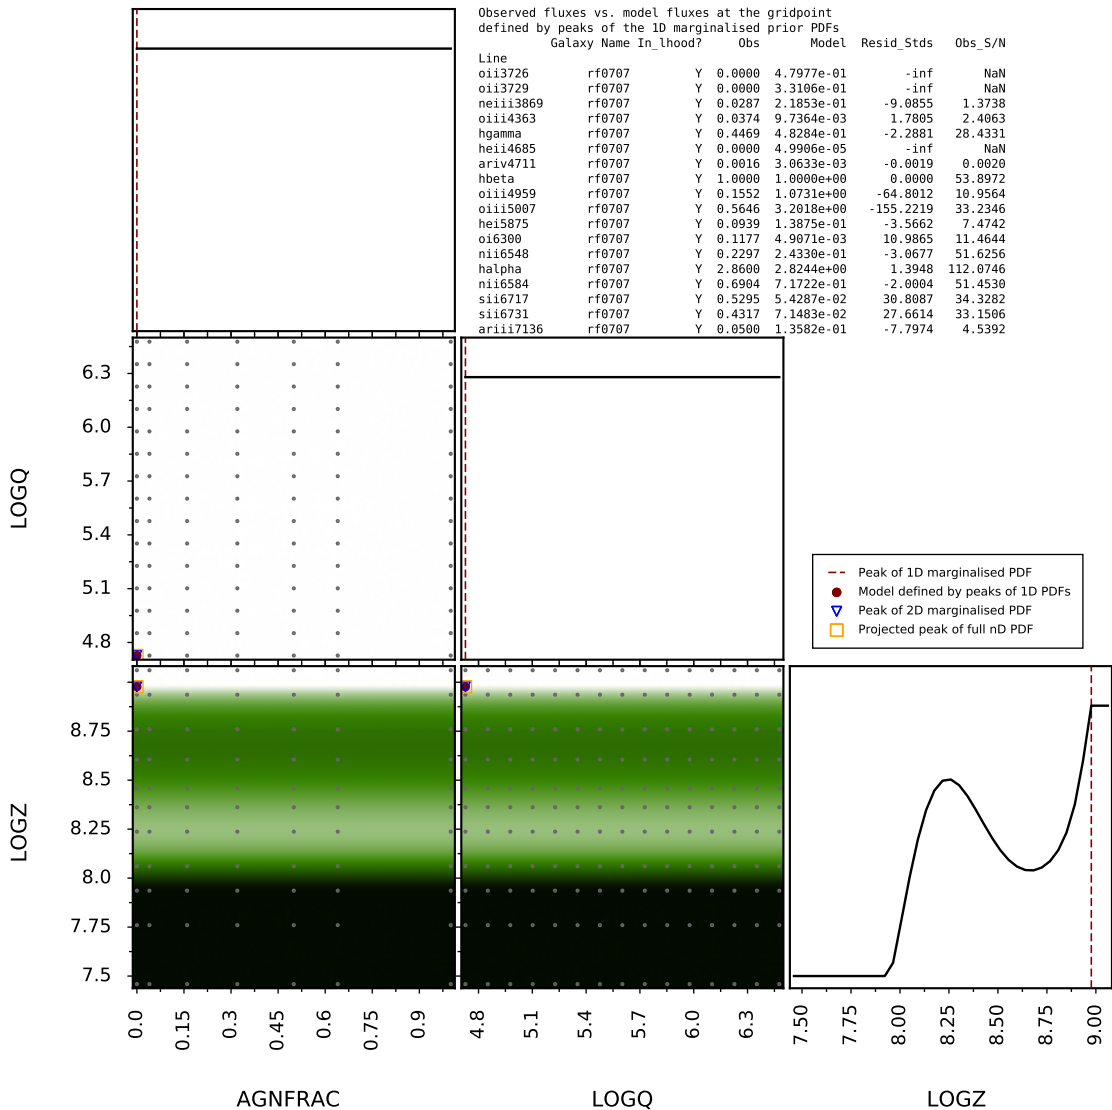 Observed fluxes vs. model fluxes at the gridpoint
defined by peaks of the 1D marginalised prior PDFs
Galaxy Name In_lhood? Obs Model Resid_Stds Obs_S/N
Line
oii3726 rf0707 Y 0.0000 4.7977e-01 -inf NaN
oii3729 rf0707 Y 0.0000 3.3106e-01 -inf NaN
neiii3869 rf0707 Y 0.0287 2.1853e-01 -9.0855 1.3738
oiii4363 rf0707 Y 0.0374 9.7364e-03 1.7805 2.4063
hgamma rf0707 Y 0.4469 4.8284e-01 -2.2881 28.4331
heii4685 rf0707 Y 0.0000 4.9906e-05 -inf NaN
ariv4711 rf0707 Y 0.0016 3.0633e-03 -0.0019 0.0020
hbeta rf0707 Y 1.0000 1.0000e+00 0.0000 53.8972
oiii4959 rf0707 Y 0.1552 1.0731e+00 -64.8012 10.9564
oiii5007 rf0707 Y 0.5646 3.2018e+00 -155.2219 33.2346
hei5875 rf0707 Y 0.0939 1.3875e-01 -3.5662 7.4742
oi6300 rf0707 Y 0.1177 4.9071e-03 10.9865 11.4644
nii6548 rf0707 Y 0.2297 2.4330e-01 -3.0677 51.6256
halpha rf0707 Y 2.8600 2.8244e+00 1.3948 112.0746
nii6584 rf0707 Y 0.6904 7.1722e-01 -2.0004 51.4530
sii6717 rf0707 Y 0.5295 5.4287e-02 30.8087 34.3282
sii6731 rf0707 Y 0.4317 7.1483e-02 27.6614 33.1506
ariii7136 rf0707 Y 0.0500 1.3582e-01 -7.7974 4.5392
LOGQ
6.3
6.0
5.7
5.4
5.1
4.8
Peak of 1D marginalised PDF
Model defined by peaks of 1D PDFs
Peak of 2D marginalised PDF
Projected peak of full nD PDF
LOGZ
8.75
8.5
8.25
8.0
7.75
7.5
0.0 0.15 0.3 0.45 0.6 0.75 0.9
4.8 5.1 5.4 5.7 6.0 6.3
7.50 7.75 8.00 8.25 8.50 8.75 9.00
AGNFRAC LOGQ LOGZ